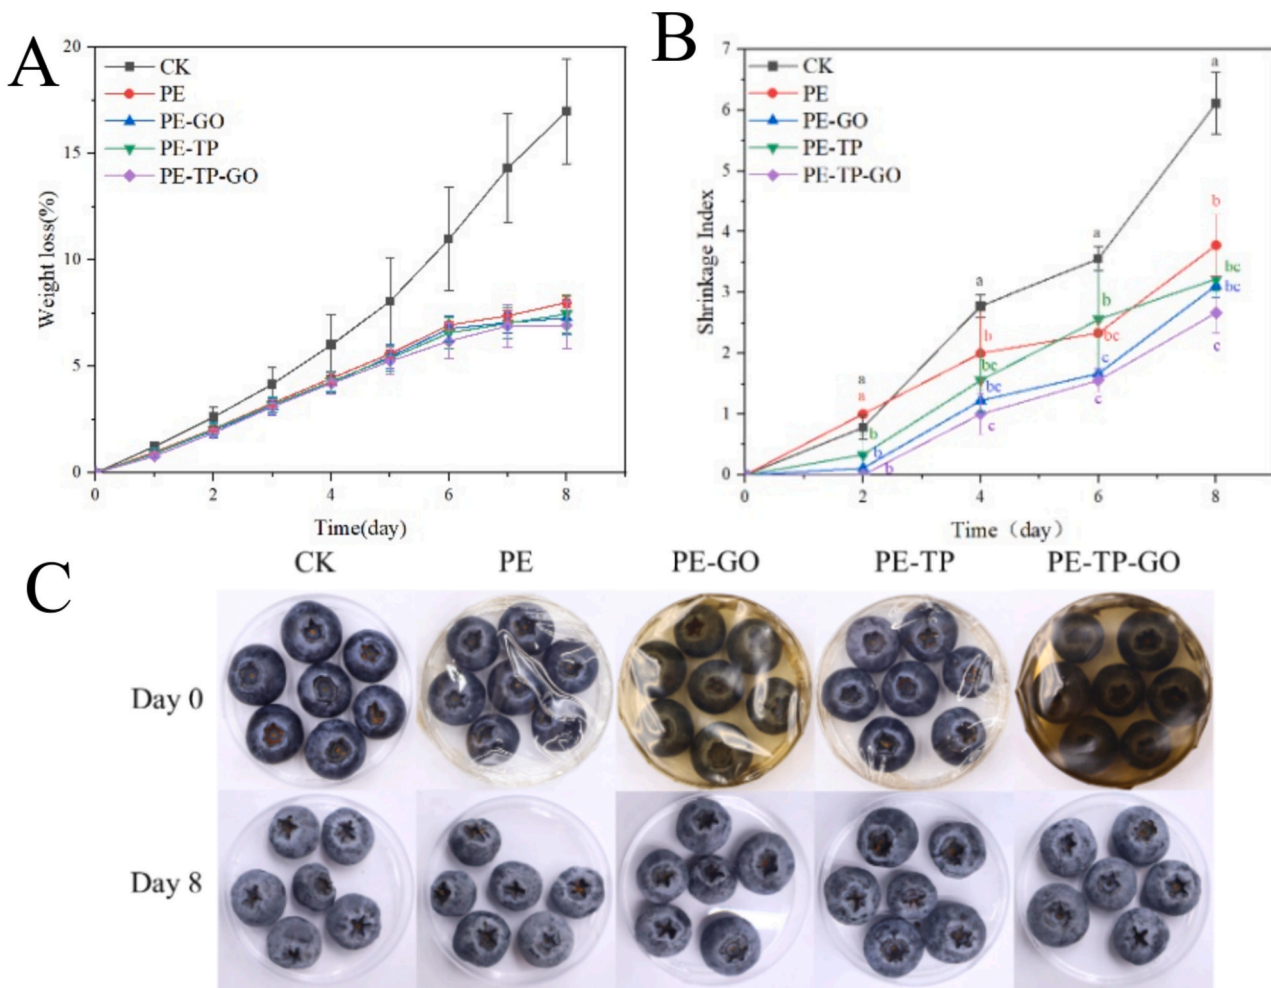 A
20
15
10
5
0
Weight loss(%)
CK
PE
PE-GO
PE-TP
PE-TP-GO
0 2 4 6 8
Time(day)
B
7
6
5
4
3
2
1
0
Shrinkage Index
CK
PE
PE-GO
PE-TP
PE-TP-GO
a
a
b
b
b
a
b
bc
bc
c
a
b
bc
c
c
a
b
bc
bc
c
0 2 4 6 8
Time（day）
C
CK PE PE-GO PE-TP PE-TP-GO
Day 0
Day 8